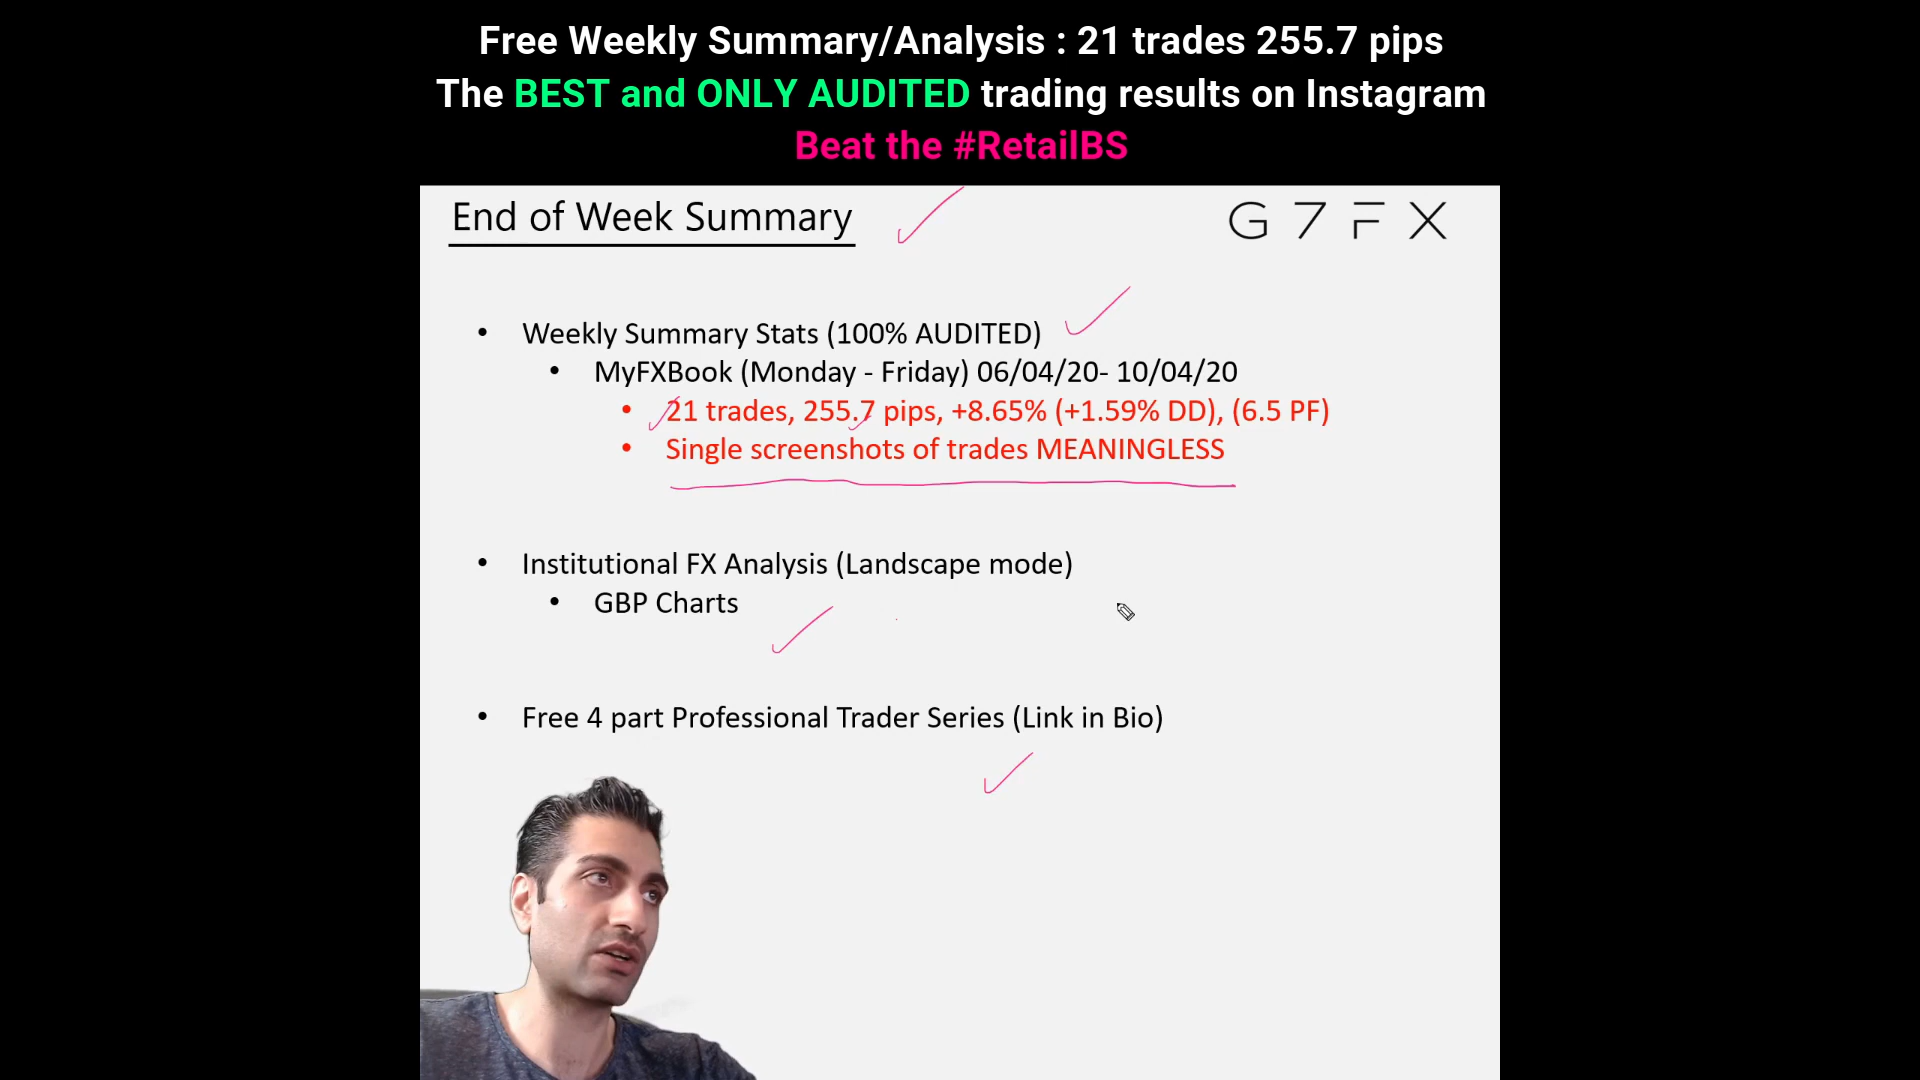 Free Weekly Summary/Analysis : 21 trades 255.7 pips
The BEST and ONLY AUDITED trading results on Instagram
Beat the #RetailBS
End of Week Summary
G7FX
• Weekly Summary Stats (100% AUDITED)
• MyFXBook (Monday - Friday) 06/04/20- 10/04/20
• 21 trades, 255.7 pips, +8.65% (+1.59% DD), (6.5 PF)
• Single screenshots of trades MEANINGLESS
• Institutional FX Analysis (Landscape mode)
• GBP Charts
• Free 4 part Professional Trader Series (Link in Bio)